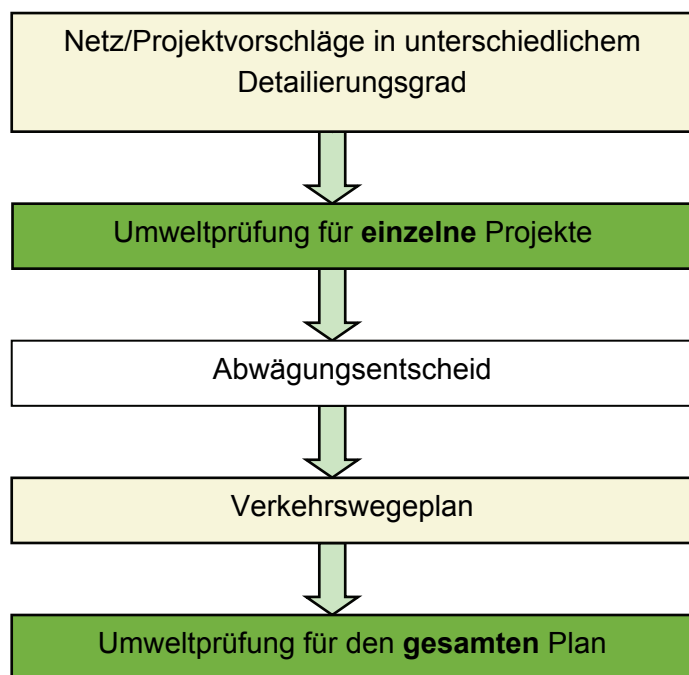 Netz/Projektvorschläge in unterschiedlichem
Detailierungsgrad
Umweltprüfung für einzelne Projekte
Abwägungsentscheid
Verkehrswegeplan
Umweltprüfung für den gesamten Plan